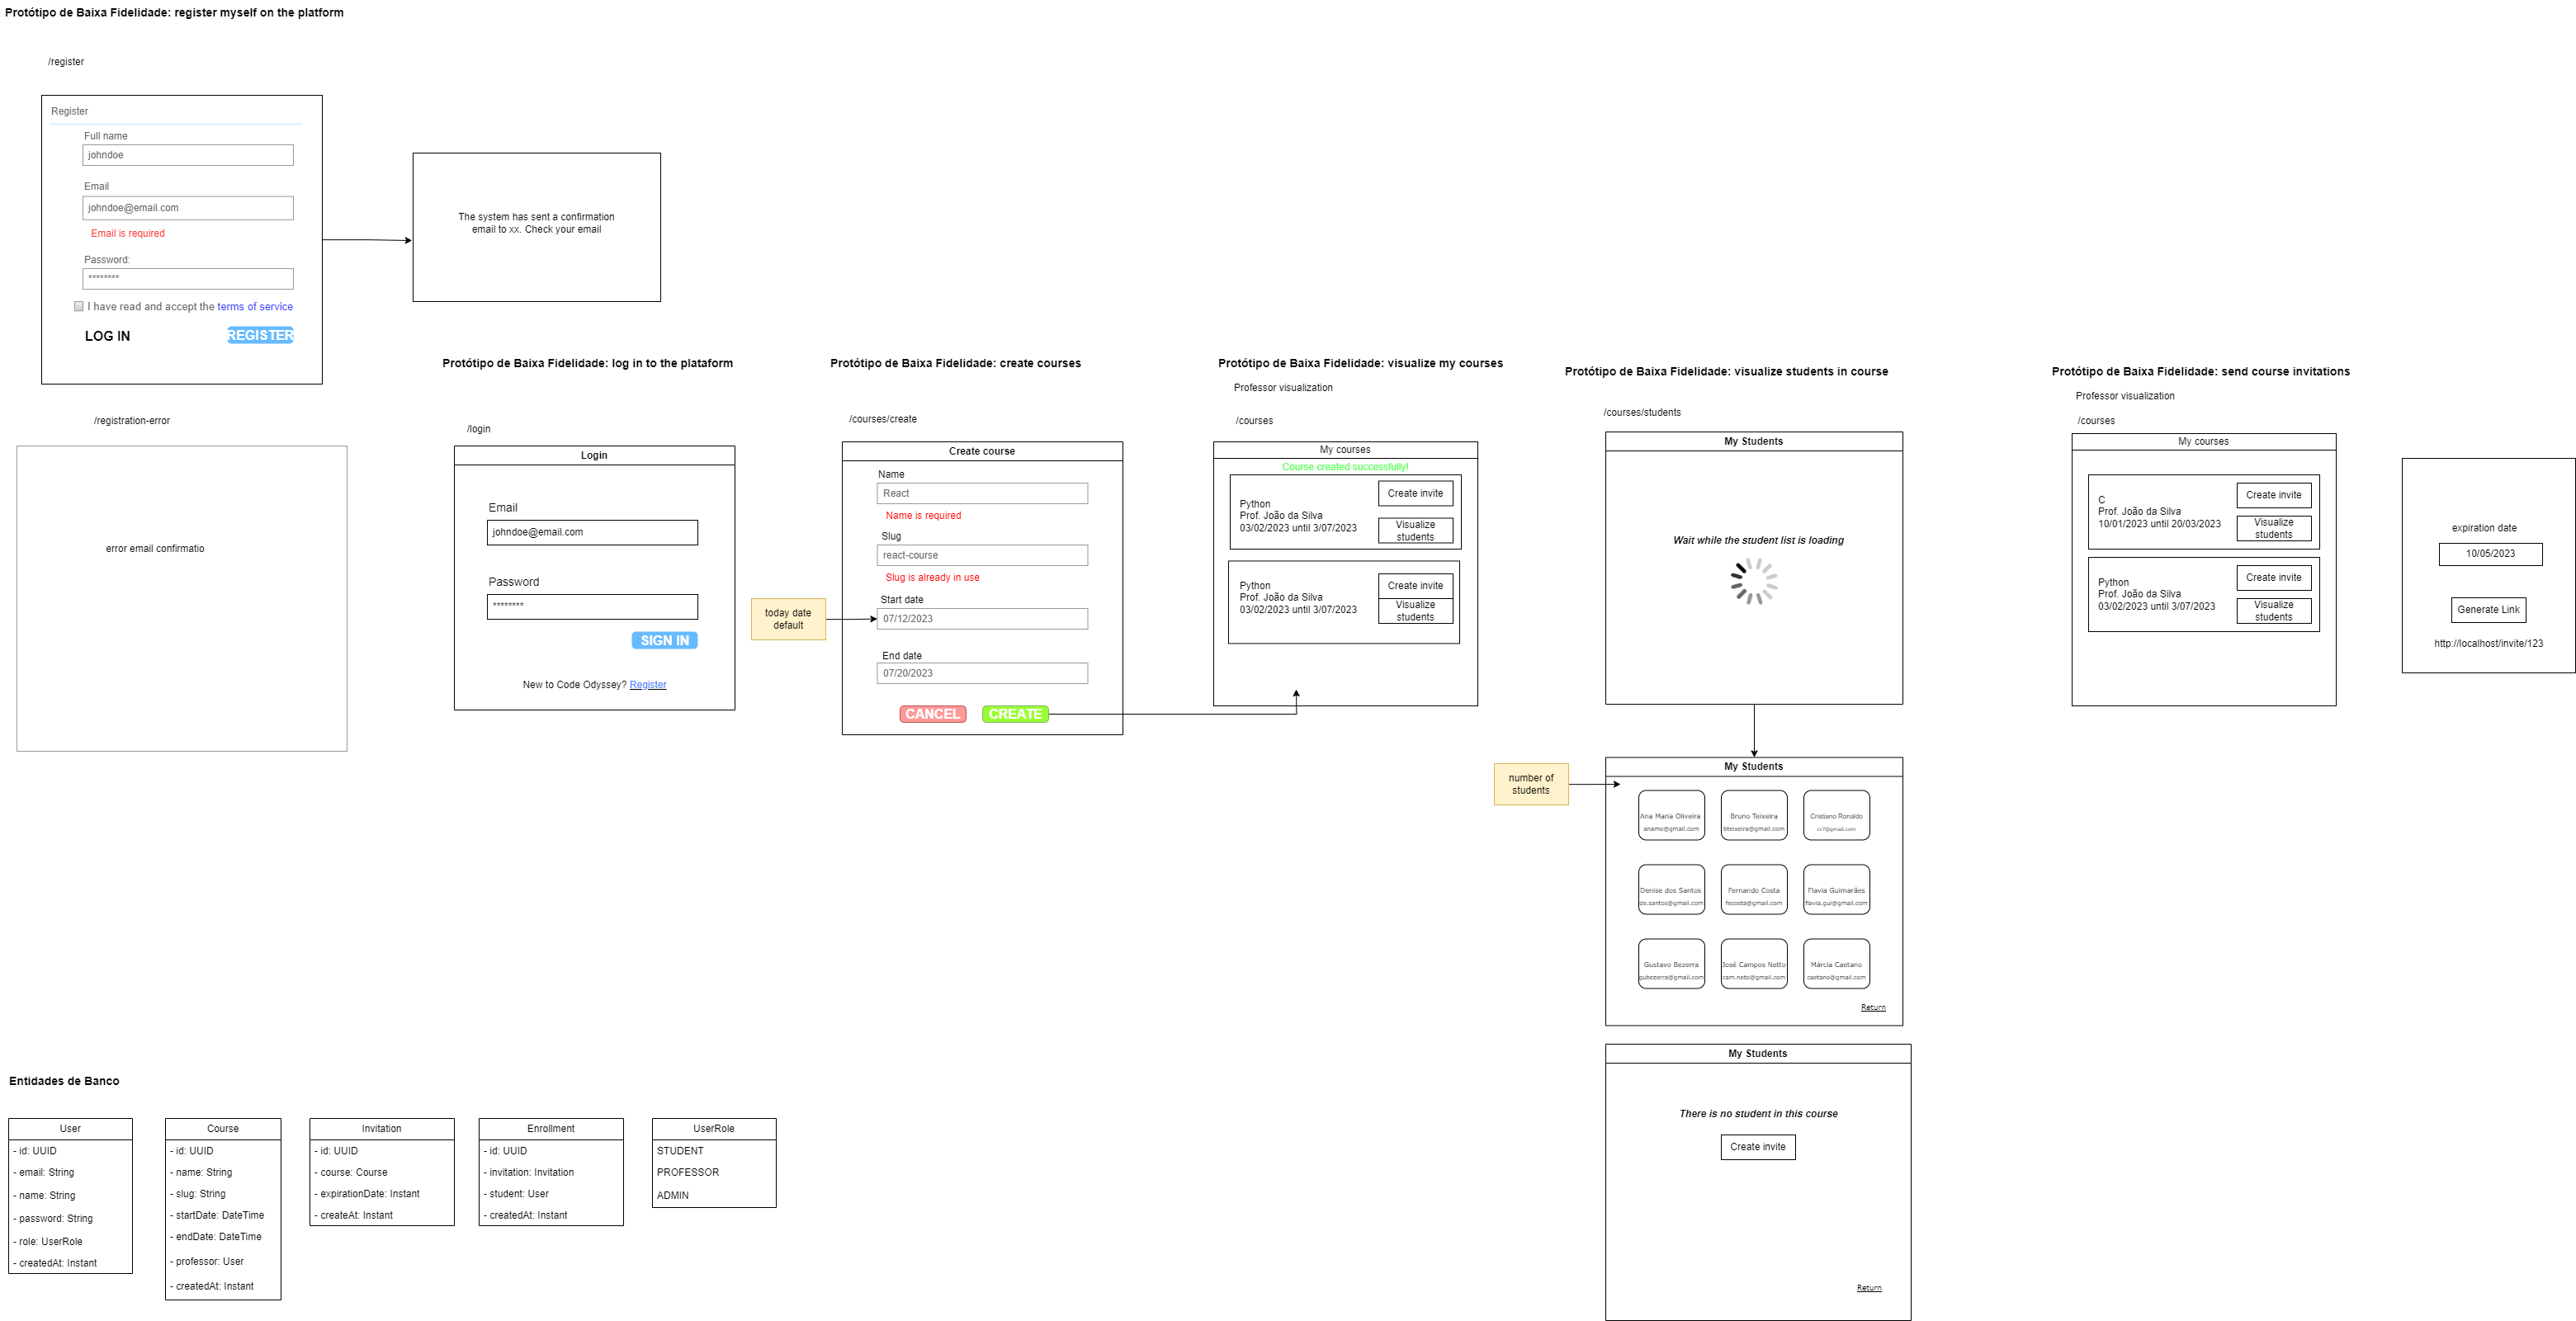 Protótipo de Baixa Fidelidade: register myself on the platform
/register
Register
Full name
johndoe
Email
johndoe@email.com
Email is required
Password:
********
I have read and accept the terms of service
LOG IN
REGISTER
The system has sent a confirmation
email to xx. Check your email
/registration-error
error email confirmatio
Protótipo de Baixa Fidelidade: log in to the plataform
/login
Login
Email
johndoe@email.com
Password
********
SIGN IN
New to Code Odyssey? Register
Protótipo de Baixa Fidelidade: create courses
/courses/create
Create course
Name
React
Name is required
Slug
react-course
Slug is already in use
Start date
07/12/2023
today date
default
End date
07/20/2023
CANCEL
CREATE
Protótipo de Baixa Fidelidade: visualize my courses
Professor visualization
/courses
My courses
Course created successfully!
Python
Prof. João da Silva
03/02/2023 until 3/07/2023
Create invite
Visualize
students
Python
Prof. João da Silva
03/02/2023 until 3/07/2023
Create invite
Visualize
students
Protótipo de Baixa Fidelidade: visualize students in course
/courses/students
My Students
Wait while the student list is loading
number of
students
My Students
Ana Maria Oliveira
anamo@gmail.com
Bruno Teixeira
bteixeira@gmail.com
Cristiano Ronaldo
cr7@gmail.com
Denise dos Santos
de.santos@gmail.com
Fernando Costa
fecosta@gmail.com
Flavia Guimarães
flavia.gui@gmail.com
Gustavo Bezerra
gubezerra@gmail.com
José Campos Netto
cam.neto@gmail.com
Márcia Caetano
caetano@gmail.com
Return
My Students
There is no student in this course
Create invite
Return
Protótipo de Baixa Fidelidade: send course invitations
Professor visualization
/courses
My courses
C
Prof. João da Silva
10/01/2023 until 20/03/2023
Create invite
Visualize
students
Python
Prof. João da Silva
03/02/2023 until 3/07/2023
Create invite
Visualize
students
expiration date
10/05/2023
Generate Link
http://localhost/invite/123
Entidades de Banco
User
- id: UUID
- email: String
- name: String
- password: String
- role: UserRole
- createdAt: Instant
Course
- id: UUID
- name: String
- slug: String
- startDate: DateTime
- endDate: DateTime
- professor: User
- createdAt: Instant
Invitation
- id: UUID
- course: Course
- expirationDate: Instant
- createAt: Instant
Enrollment
- id: UUID
- invitation: Invitation
- student: User
- createdAt: Instant
UserRole
STUDENT
PROFESSOR
ADMIN